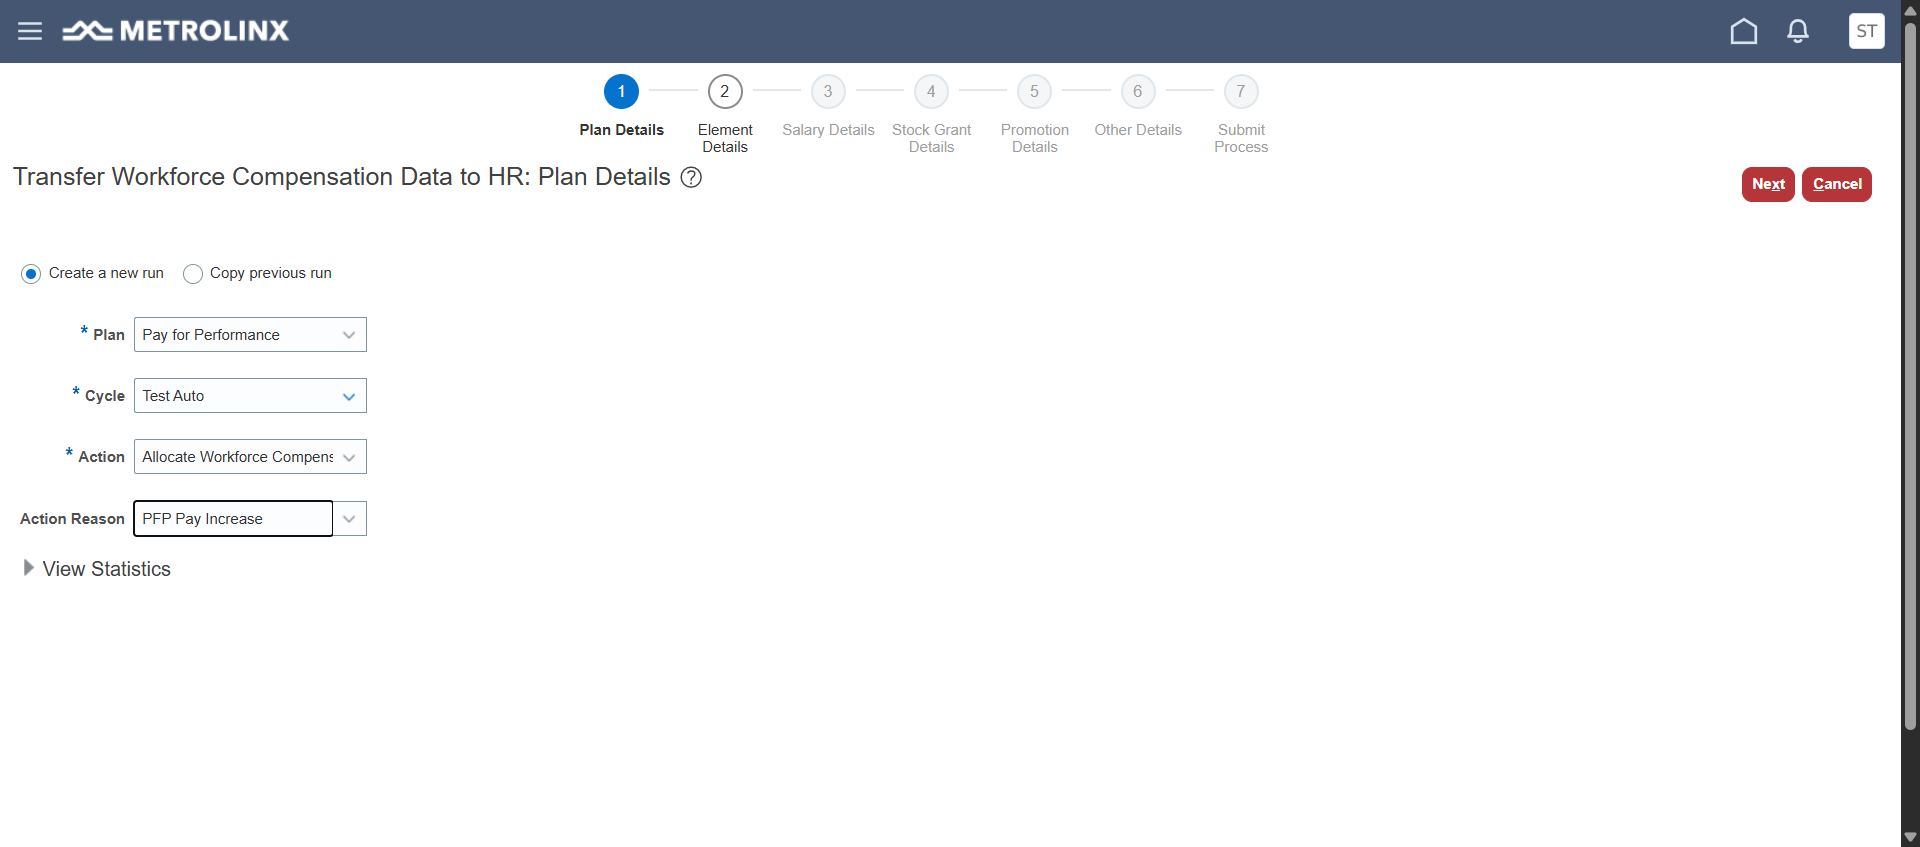 METROLINX
ST
1
2
3
4
5
6
7
Plan Details
Element Details
Salary Details
Stock Grant Details
Promotion Details
Other Details
Submit Process
Transfer Workforce Compensation Data to HR: Plan Details ?
Next
Cancel
Create a new run
Copy previous run
* Plan Pay for Performance
* Cycle Test Auto
* Action Allocate Workforce Compens
Action Reason PFP Pay Increase
View Statistics